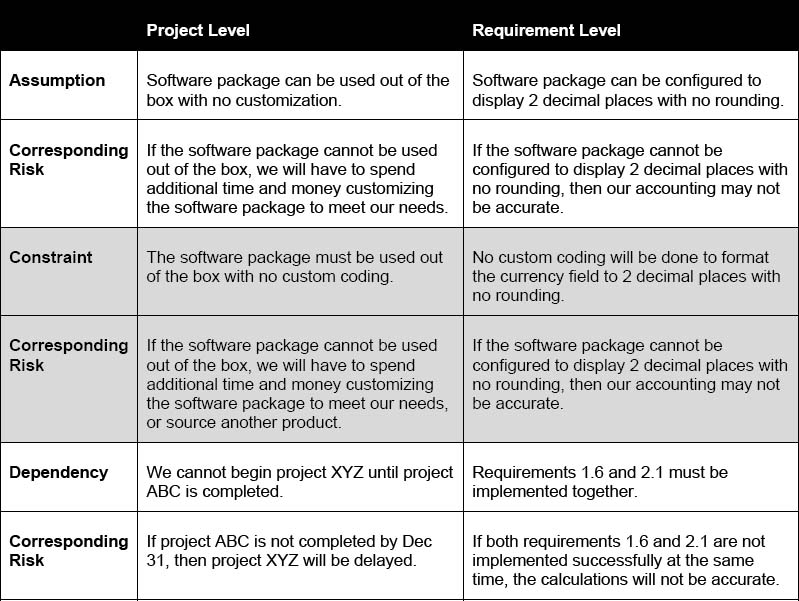 Project Level
Requirement Level
Assumption
Software package can be used out of the
box with no customization.
Software package can be configured to
display 2 decimal places with no rounding.
Corresponding
Risk
If the software package cannot be used
out of the box, we will have to spend
additional time and money customizing
the software package to meet our needs.
If the software package cannot be
configured to display 2 decimal places with
no rounding, then our accounting may not
be accurate.
Constraint
The software package must be used out
of the box with no custom coding.
No custom coding will be done to format
the currency field to 2 decimal places with
no rounding.
Corresponding
Risk
If the software package cannot be used
out of the box, we will have to spend
additional time and money customizing
the software package to meet our needs,
or source another product.
If the software package cannot be
configured to display 2 decimal places with
no rounding, then our accounting may not
be accurate.
Dependency
We cannot begin project XYZ until project
ABC is completed.
Requirements 1.6 and 2.1 must be
implemented together.
Corresponding
Risk
If project ABC is not completed by Dec
31, then project XYZ will be delayed.
If both requirements 1.6 and 2.1 are not
implemented successfully at the same
time, the calculations will not be accurate.